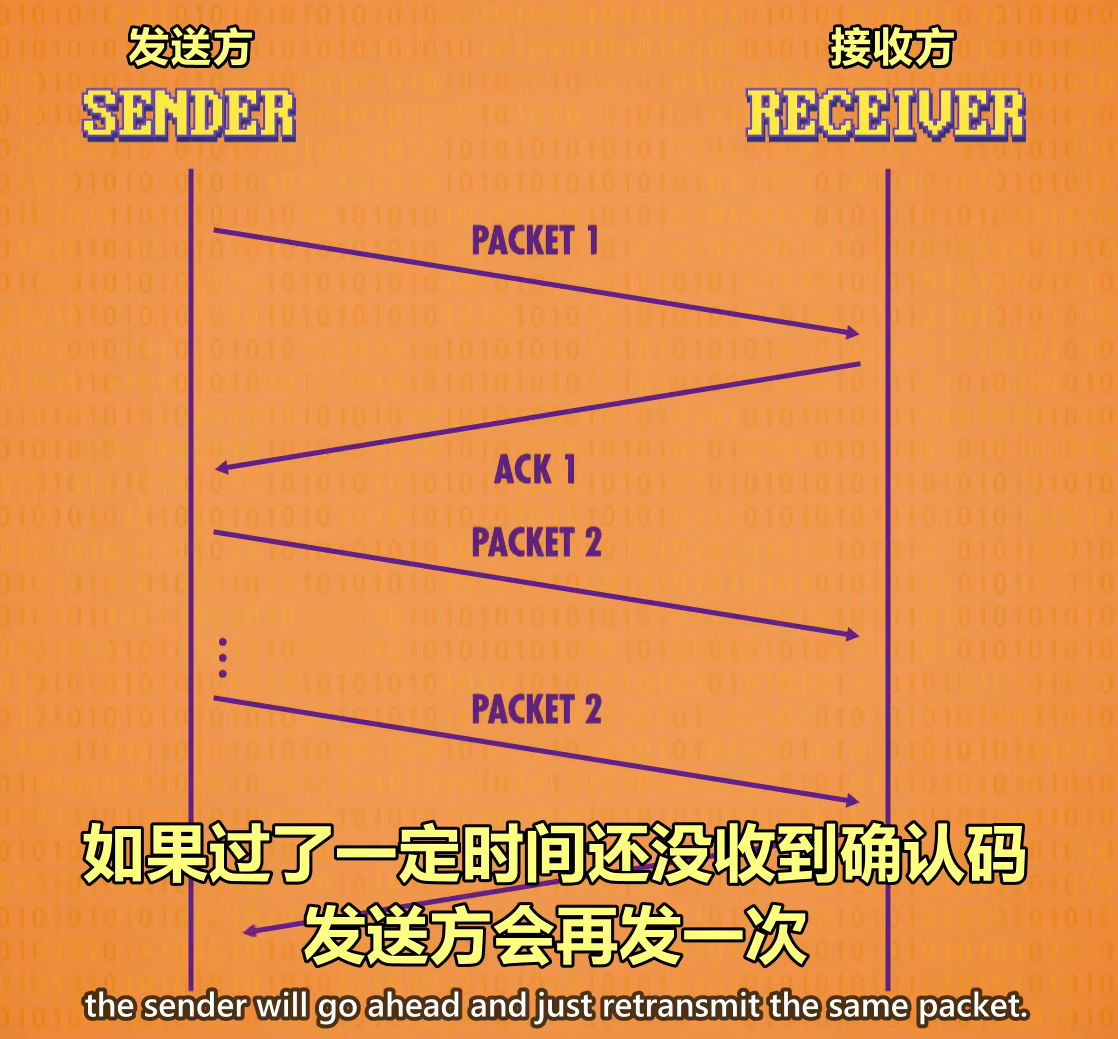 发送方
接收方
SENDER
RECEIVER
PACKET 1
ACK 1
PACKET 2
PACKET 2
如果过了一定时间还没收到确认码
发送方会再发一次
the sender will go ahead and just retransmit the same packet.